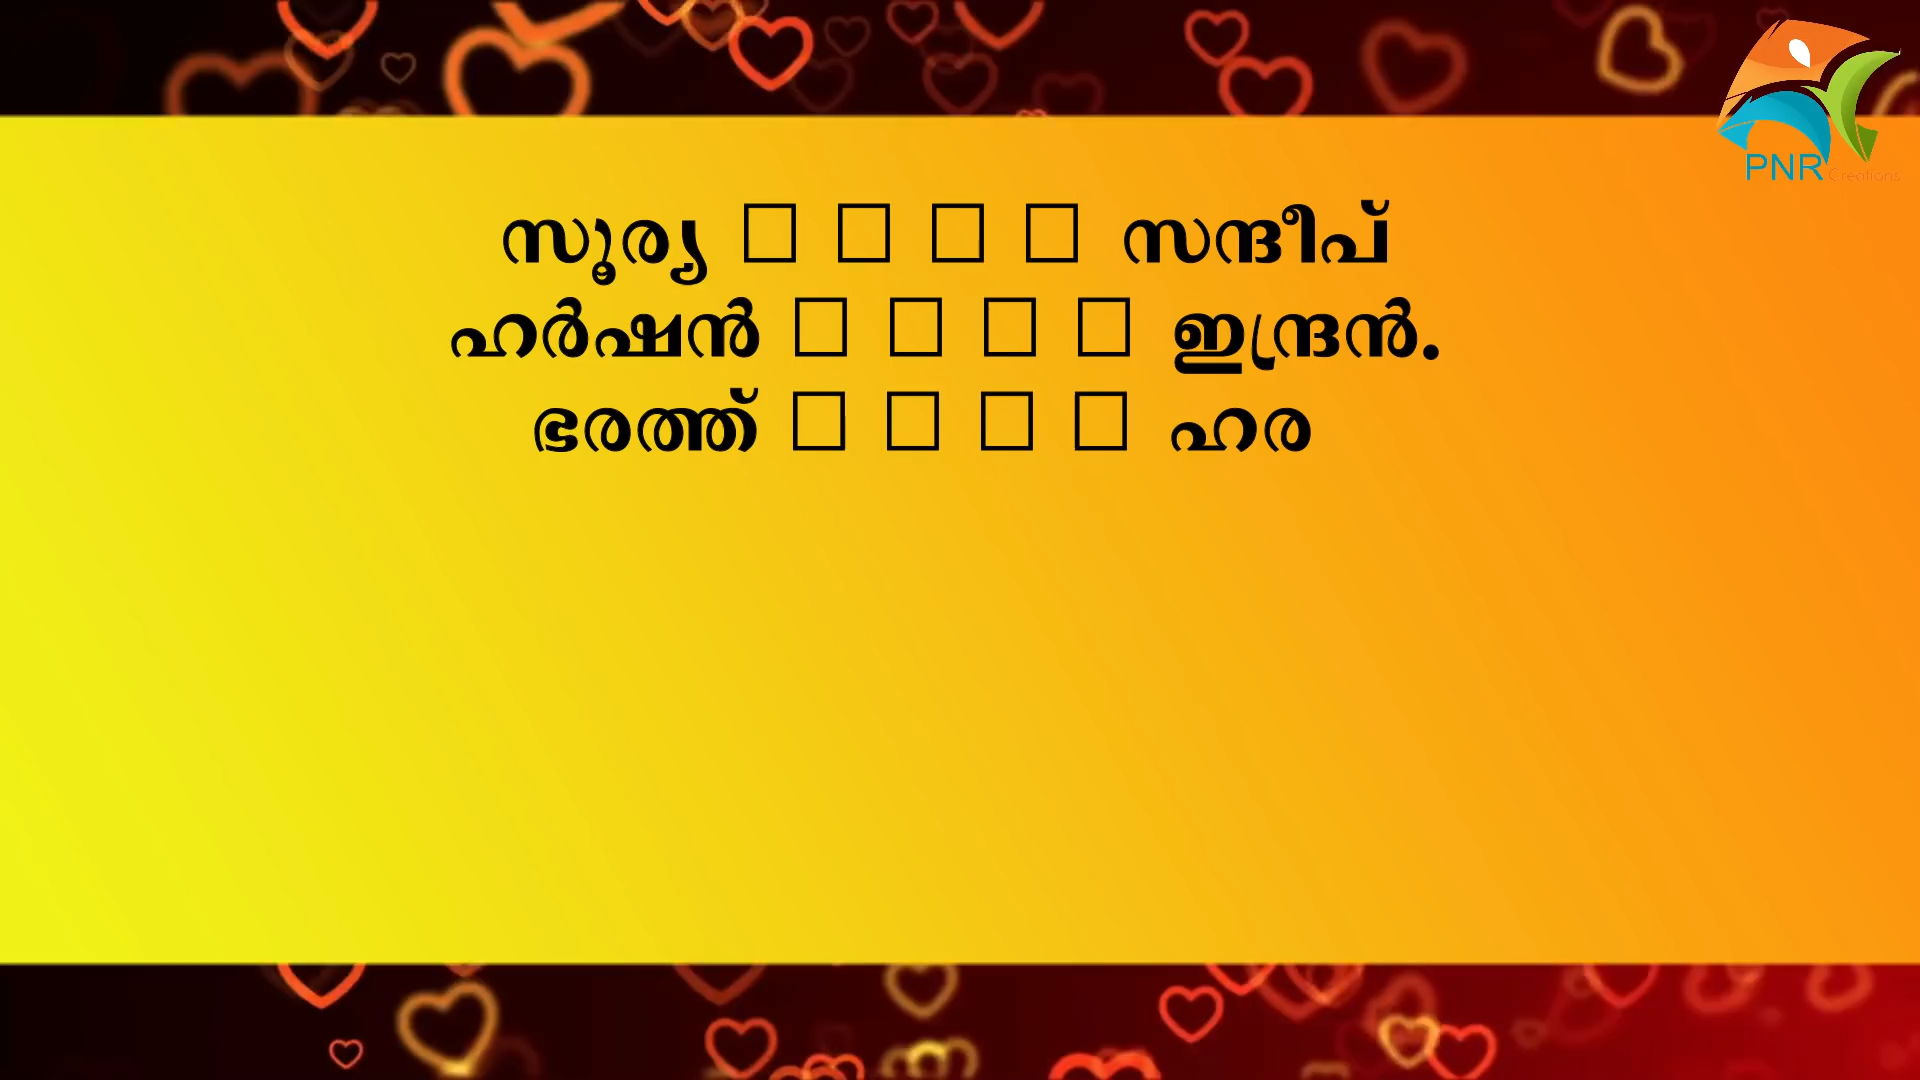 PNR Creations
സൂര്യ □ □ □ □ സന്ദീപ്
ഹർഷൻ □ □ □ □ ഇന്ദ്രൻ.
ഭരത്ത് □ □ □ □ ഹര